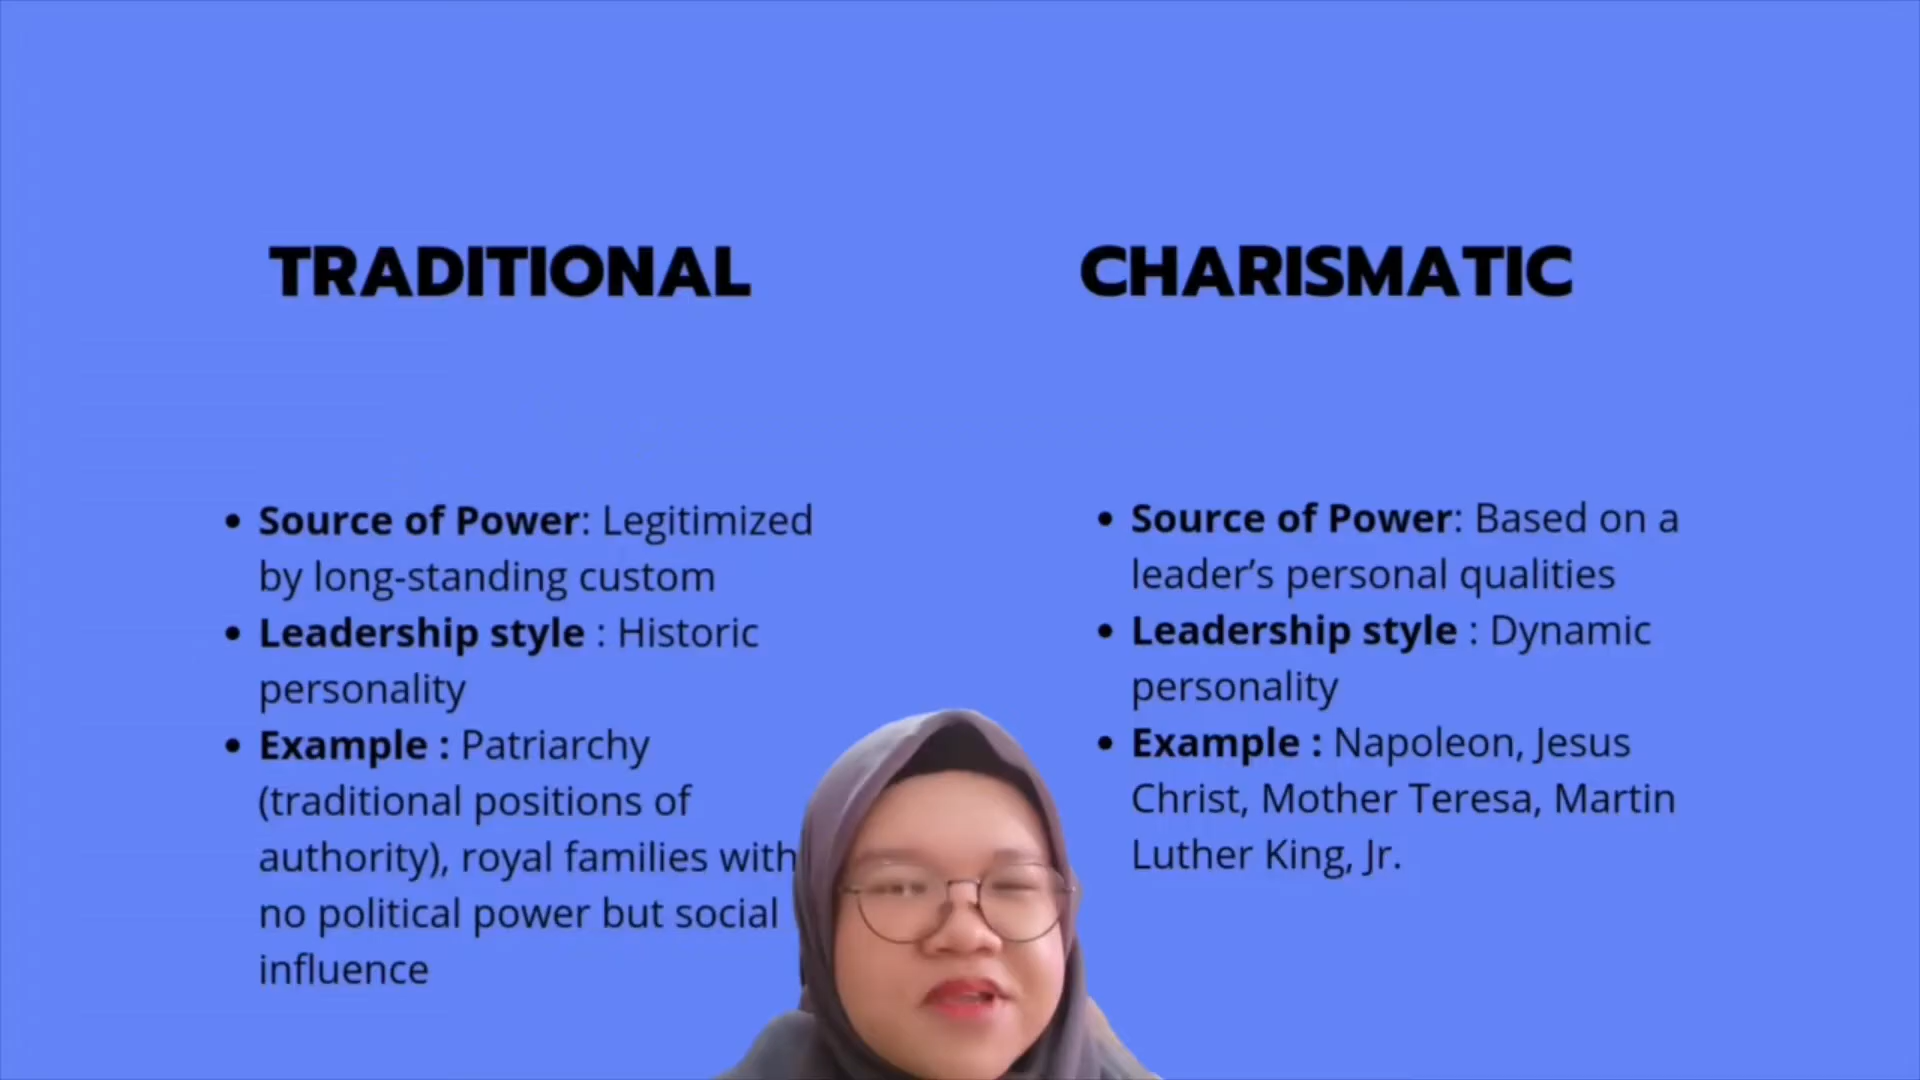 TRADITIONAL
• Source of Power: Legitimized
by long-standing custom
• Leadership style : Historic
personality
• Example : Patriarchy
(traditional positions of
authority), royal families with
no political power but social
influence
CHARISMATIC
• Source of Power: Based on a
leader’s personal qualities
• Leadership style : Dynamic
personality
• Example : Napoleon, Jesus
Christ, Mother Teresa, Martin
Luther King, Jr.